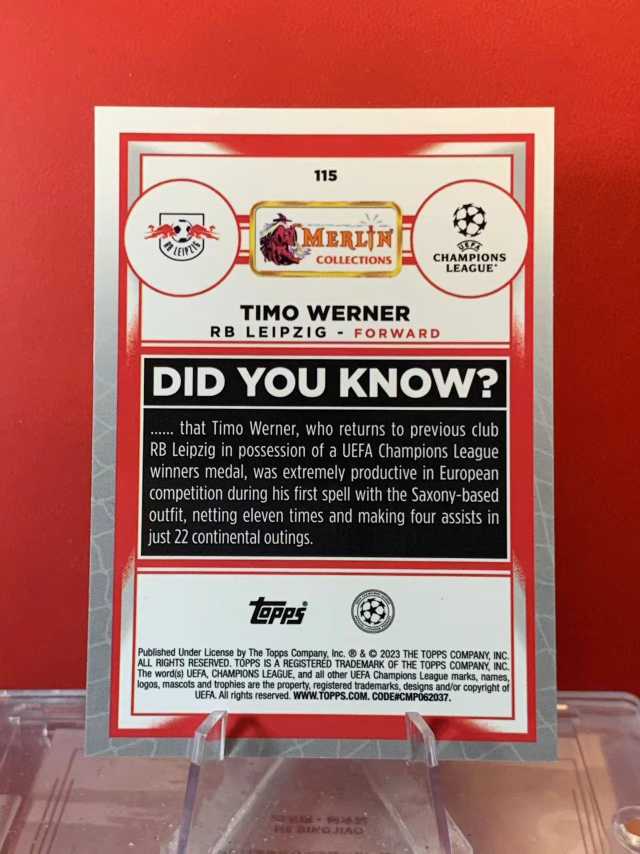 115
RB LEIPZIG
MERLIN
COLLECTIONS
UEFA
CHAMPIONS
LEAGUE®
TIMO WERNER
RB LEIPZIG - FORWARD
DID YOU KNOW?
...... that Timo Werner, who returns to previous club
RB Leipzig in possession of a UEFA Champions League
winners medal, was extremely productive in European
competition during his first spell with the Saxony-based
outfit, netting eleven times and making four assists in
just 22 continental outings.
topps®
Published Under License by The Topps Company, Inc. ® & © 2023 THE TOPPS COMPANY, INC.
ALL RIGHTS RESERVED. TOPPS IS A REGISTERED TRADEMARK OF THE TOPPS COMPANY, INC.
The word(s) UEFA, CHAMPIONS LEAGUE, and all other UEFA Champions League marks, names,
logos, mascots and trophies are the property, registered trademarks, designs and/or copyright of
UEFA. All rights reserved. WWW.TOPPS.COM. CODE#CMP062037.